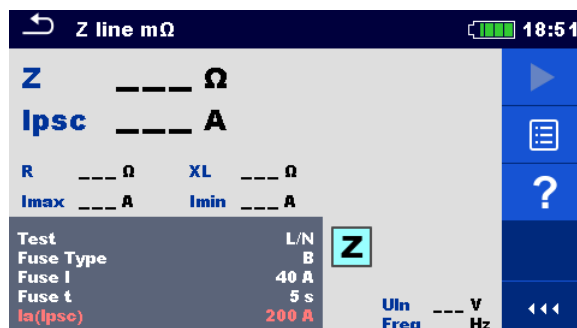 Z line mΩ 18:51
Z ___ Ω
Ipsc ___ A
R ___ Ω XL ___ Ω
Imax ___ A Imin ___ A
?
Test L/N
Fuse Type B
Fuse I 40 A
Fuse t 5 s
Ia(Ipsc) 200 A
Z
Uln ___ V
Freq Hz